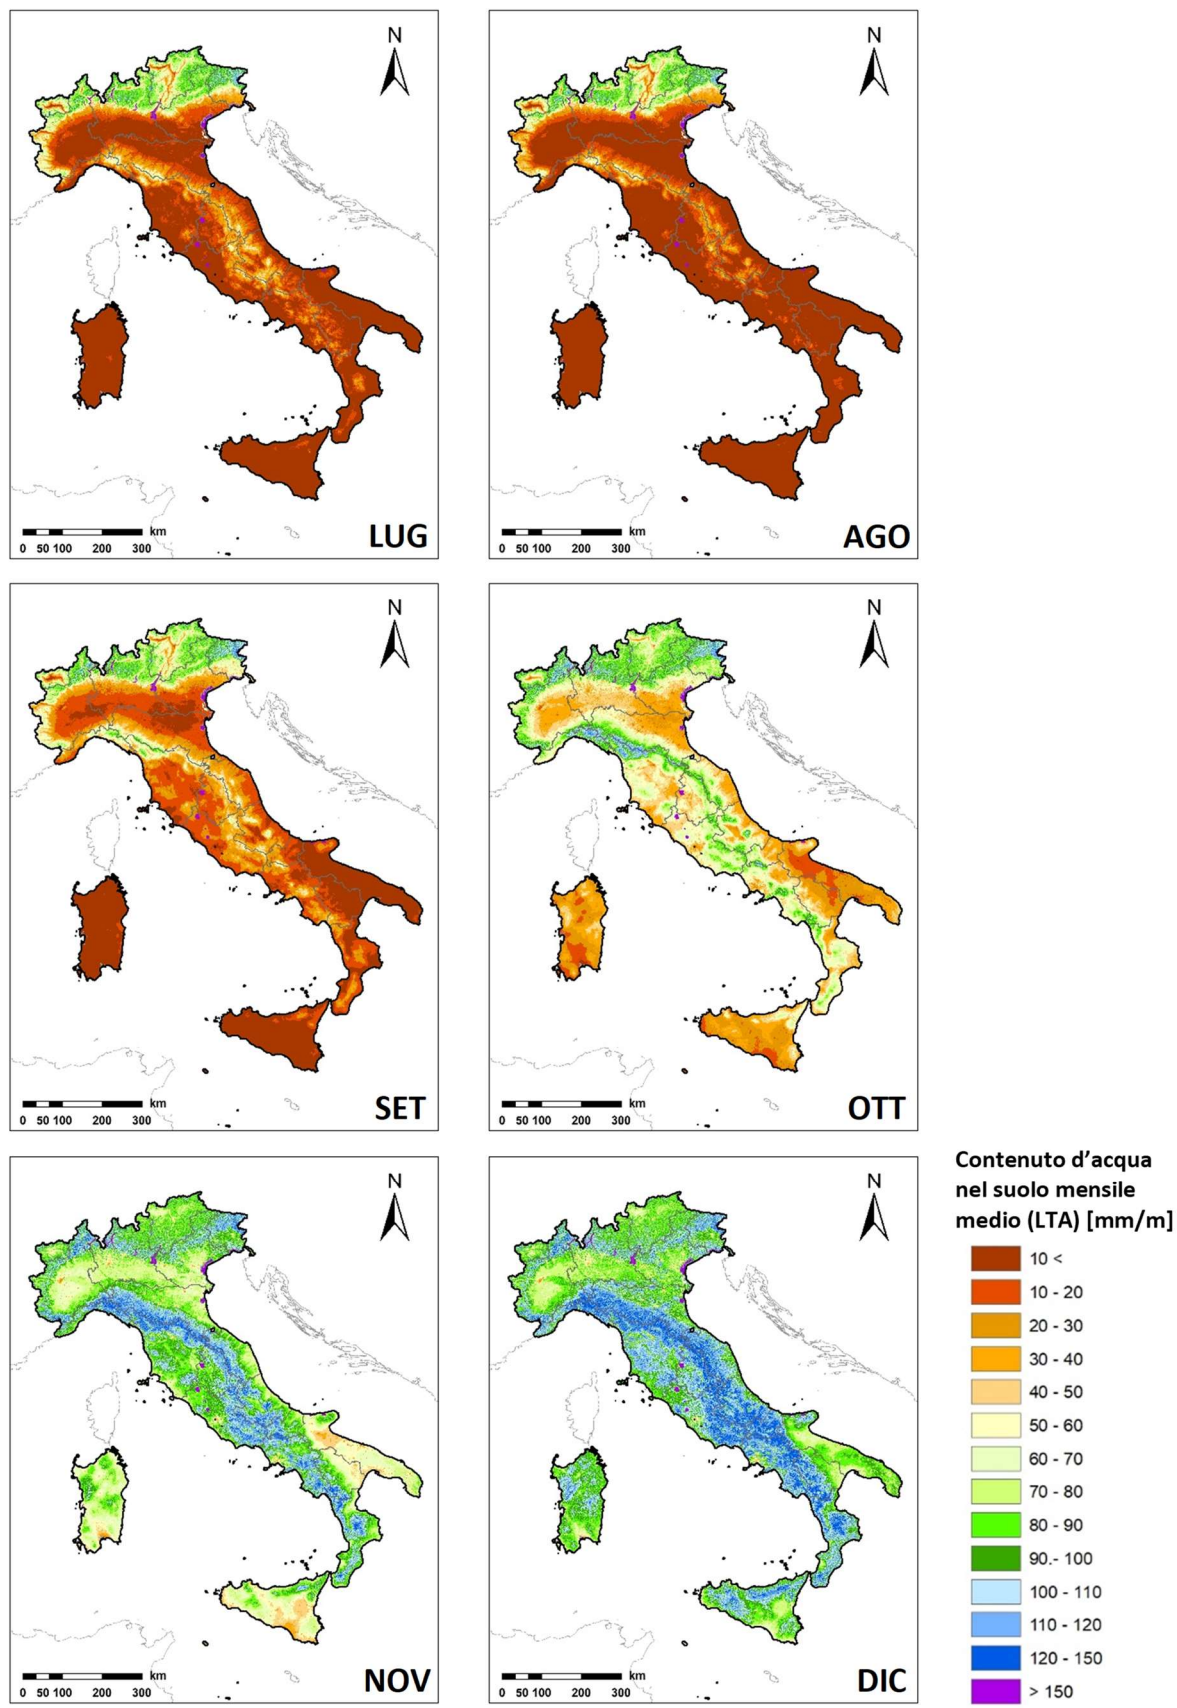 N
N
km
0 50 100 200 300
LUG
km
0 50 100 200 300
AGO
N
N
km
0 50 100 200 300
SET
km
0 50 100 200 300
OTT
N
N
km
0 50 100 200 300
NOV
km
0 50 100 200 300
DIC
Contenuto d’acqua
nel suolo mensile
medio (LTA) [mm/m]
10 <
10 - 20
20 - 30
30 - 40
40 - 50
50 - 60
60 - 70
70 - 80
80 - 90
90.- 100
100 - 110
110 - 120
120 - 150
> 150